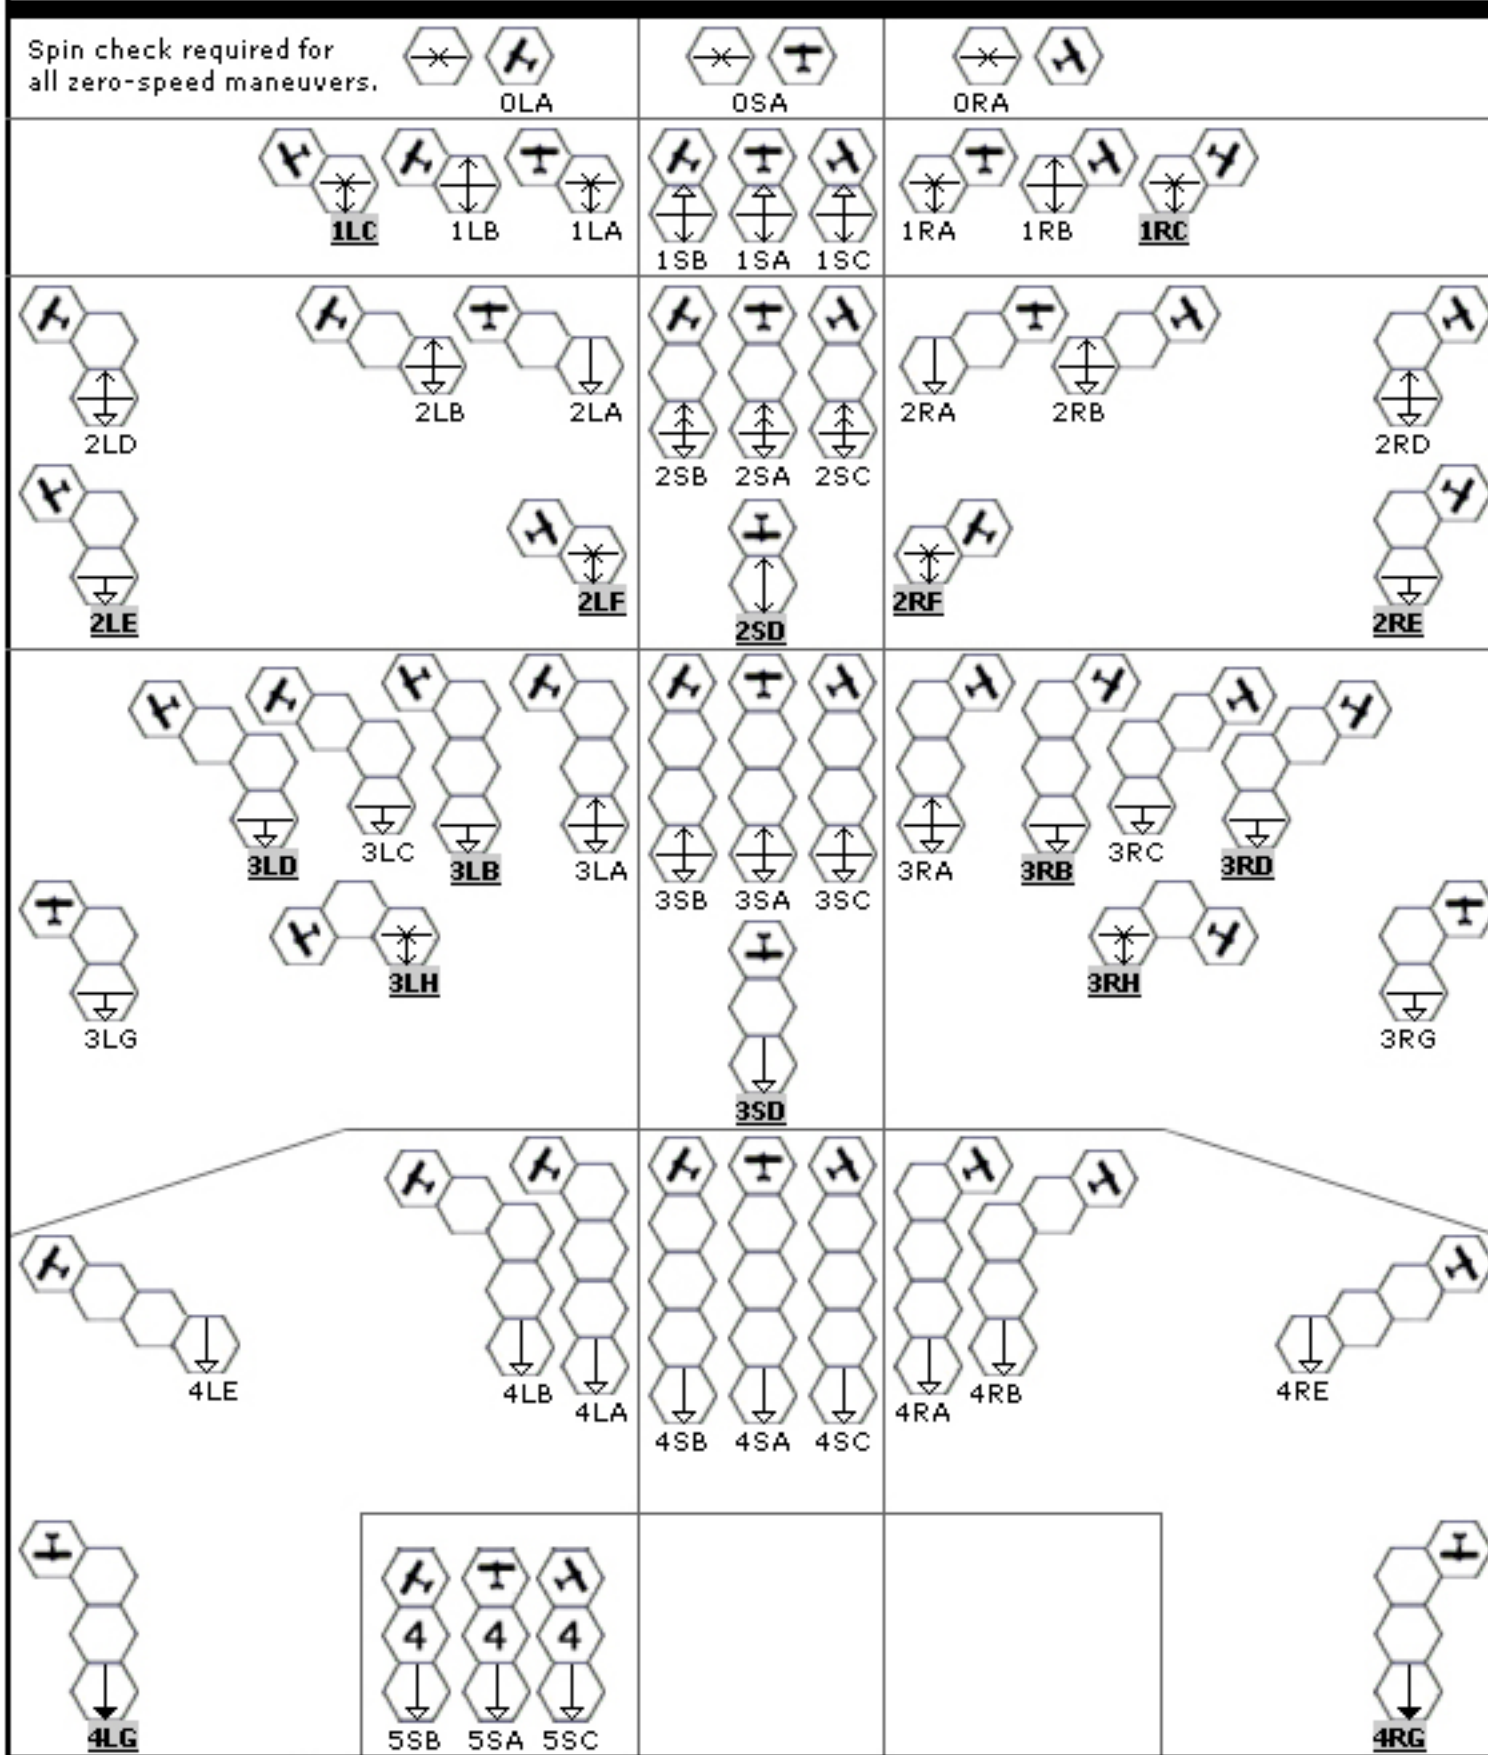 Spin check required for
all zero-speed maneuvers.
0LA
0SA
0RA
1LC
1LB
1LA
1SB
1SA
1SC
1RA
1RB
1RC
2LD
2LB
2LA
2SB
2SA
2SC
2RA
2RB
2RD
2LE
2LF
2SD
2RF
2RE
3LD
3LC
3LB
3LA
3SB
3SA
3SC
3RA
3RB
3RC
3RD
3LG
3LH
3SD
3RH
3RG
4LE
4LB
4LA
4SB
4SA
4SC
4RA
4RB
4RE
4LG
4
4
4
5SB
5SA
5SC
4RG